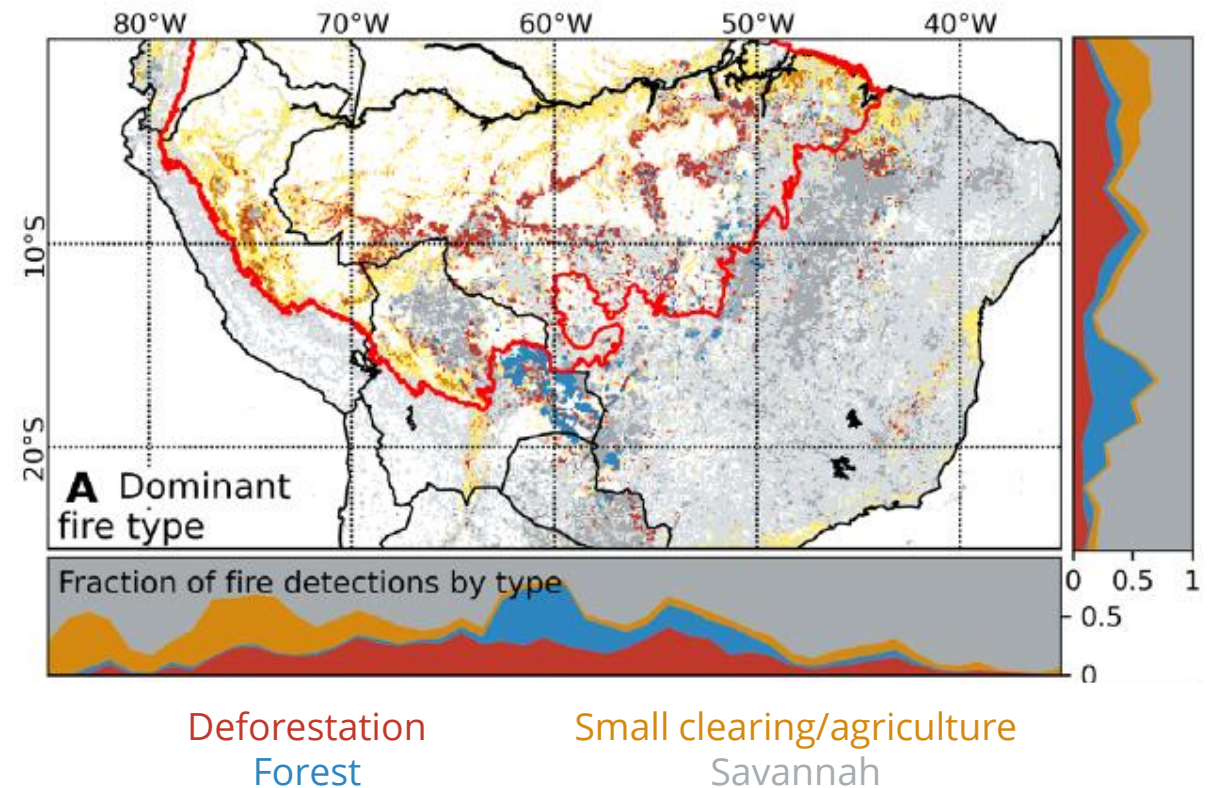 80°W 70°W 60°W 50°W 40°W
10°S
20°S
A Dominant
fire type
0 0.5 1
Fraction of fire detections by type
0.5
0
Deforestation Small clearing/agriculture
Forest Savannah